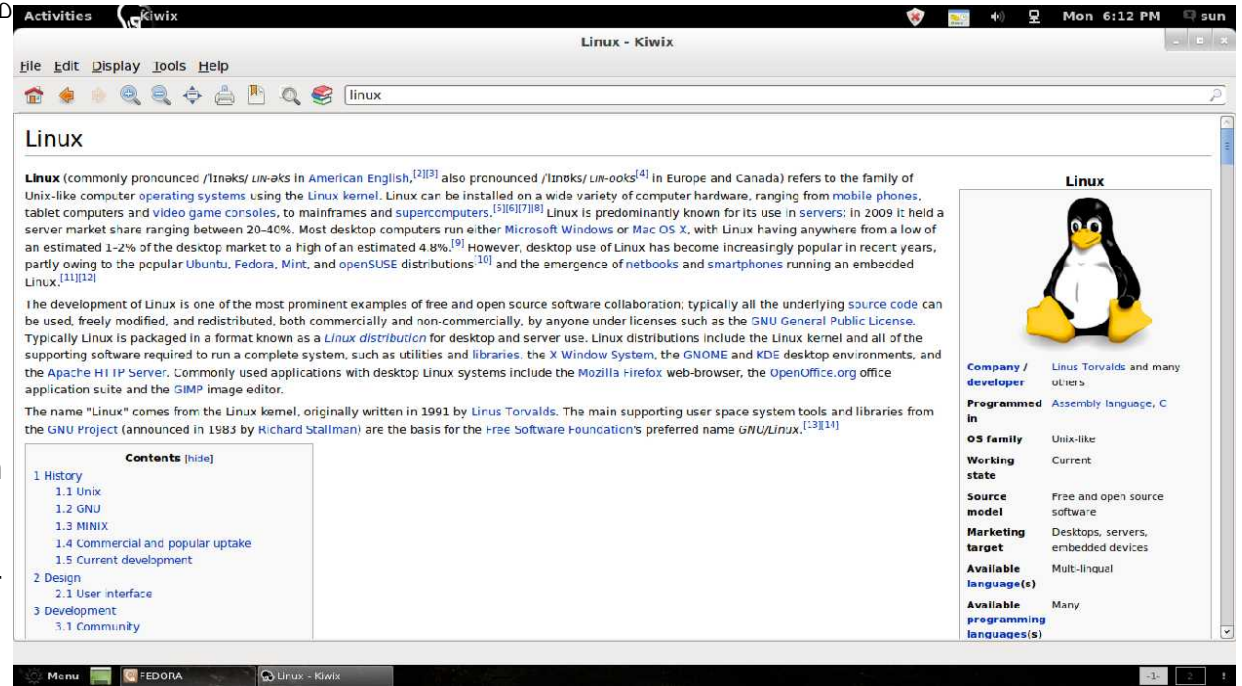 Activities Kiwix Mon 6:12 PM sun
Linux - Kiwix
File Edit Display Tools Help
linux
Linux
Linux (commonly pronounced /ˈlɪnəks/ LIN-əks in American English,[2][3] also pronounced /ˈlɪnʊks/ LIN-ooks[4] in Europe and Canada) refers to the family of
Unix-like computer operating systems using the Linux kernel. Linux can be installed on a wide variety of computer hardware, ranging from mobile phones,
tablet computers and video game consoles, to mainframes and supercomputers.[5][6][7][8] Linux is predominantly known for its use in servers; in 2009 it held a
server market share ranging between 20–40%. Most desktop computers run either Microsoft Windows or Mac OS X, with Linux having anywhere from a low of
an estimated 1–2% of the desktop market to a high of an estimated 4.8%.[9] However, desktop use of Linux has become increasingly popular in recent years,
partly owing to the popular Ubuntu, Fedora, Mint, and openSUSE distributions[10] and the emergence of netbooks and smartphones running an embedded
Linux.[11][12]
The development of Linux is one of the most prominent examples of free and open source software collaboration; typically all the underlying source code can
be used, freely modified, and redistributed, both commercially and non-commercially, by anyone under licenses such as the GNU General Public License.
Typically Linux is packaged in a format known as a Linux distribution for desktop and server use. Linux distributions include the Linux kernel and all of the
supporting software required to run a complete system, such as utilities and libraries, the X Window System, the GNOME and KDE desktop environments, and
the Apache HTTP Server. Commonly used applications with desktop Linux systems include the Mozilla Firefox web-browser, the OpenOffice.org office
application suite and the GIMP image editor.
The name "Linux" comes from the Linux kernel, originally written in 1991 by Linus Torvalds. The main supporting user space system tools and libraries from
the GNU Project (announced in 1983 by Richard Stallman) are the basis for the Free Software Foundation's preferred name GNU/Linux.[13][14]
Contents [hide]
1 History
1.1 Unix
1.2 GNU
1.3 MINIX
1.4 Commercial and popular uptake
1.5 Current development
2 Design
2.1 User interface
3 Development
3.1 Community
Linux
Company / Linus Torvalds and many
developer others
Programmed Assembly language, C
in
OS family Unix-like
Working Current
state
Source Free and open source
model software
Marketing Desktops, servers,
target embedded devices
Available Multi-lingual
language(s)
Available Many
programming
languages(s)
Menu FEDORA Linux - Kiwix -1- 2 !